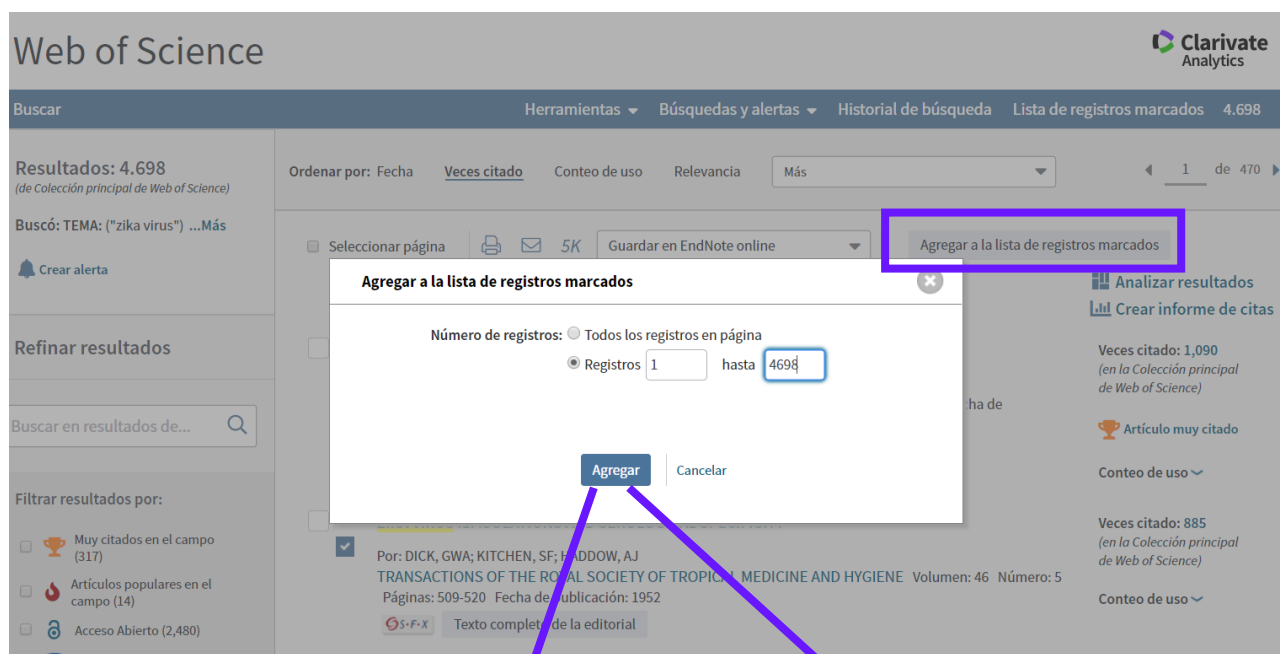 Web of Science
Clarivate
Analytics
Buscar
Herramientas
Búsquedas y alertas
Historial de búsqueda
Lista de registros marcados 4.698
Resultados: 4.698
(de Colección principal de Web of Science)
Buscó: TEMA: ("zika virus") ...Más
Crear alerta
Ordenar por: Fecha Veces citado Conteo de uso Relevancia Más
1 de 470
Seleccionar página
5K
Guardar en EndNote online
Agregar a la lista de registros marcados
Agregar a la lista de registros marcados
Número de registros: Todos los registros en página
Registros 1 hasta 4698
Agregar
Cancelar
Analizar resultados
Crear informe de citas
Refinar resultados
Buscar en resultados de...
Filtrar resultados por:
Muy citados en el campo
(317)
Artículos populares en el
campo (14)
Acceso Abierto (2,480)
ha de
Veces citado: 1,090
(en la Colección principal
de Web of Science)
Artículo muy citado
Conteo de uso
Por: DICK, GWA; KITCHEN, SF; HADDOW, AJ
TRANSACTIONS OF THE ROYAL SOCIETY OF TROPICAL MEDICINE AND HYGIENE Volumen: 46 Número: 5
Páginas: 509-520 Fecha de publicación: 1952
S·F·X
Texto completo de la editorial
Veces citado: 885
(en la Colección principal
de Web of Science)
Conteo de uso